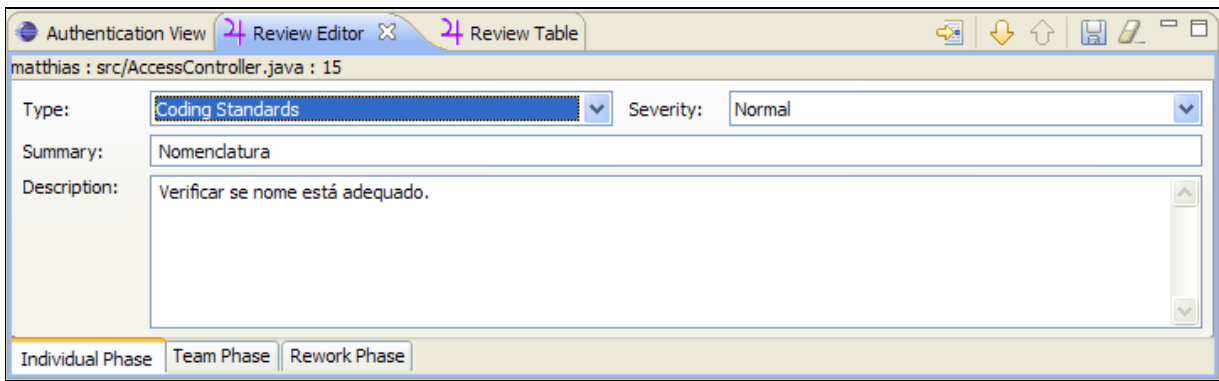 Authentication View Review Editor Review Table
matthias : src/AccessController.java : 15
Type: Coding Standards Severity: Normal
Summary: Nomenclatura
Description: Verificar se nome está adequado.
Individual Phase Team Phase Rework Phase